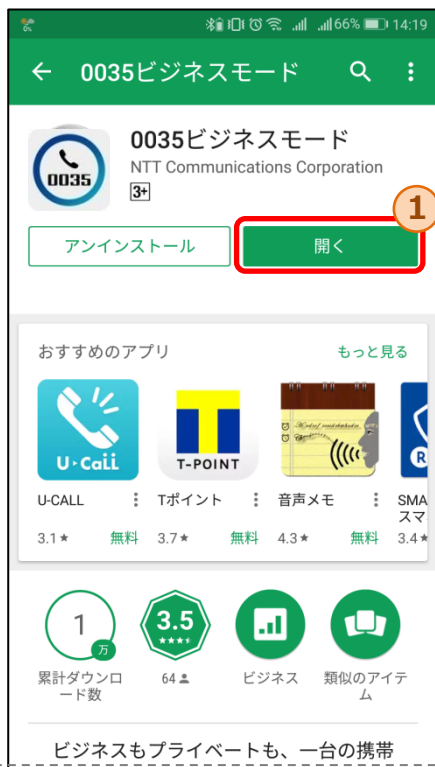 66% 14:19
0035ビジネスモード
0035
0035ビジネスモード
NTT Communications Corporation
3+
1
アンインストール 開く
おすすめのアプリ もっと見る
U-CaLL T-POINT R
U-CALL Tポイント 音声メモ SMA
スマ
3.1★ 無料 3.7★ 無料 4.3★ 無料 3.4★
1 3.5
万
累計ダウンロ 64 ビジネス 類似のアイテ
ード数 ム
ビジネスもプライベートも、一台の携帯